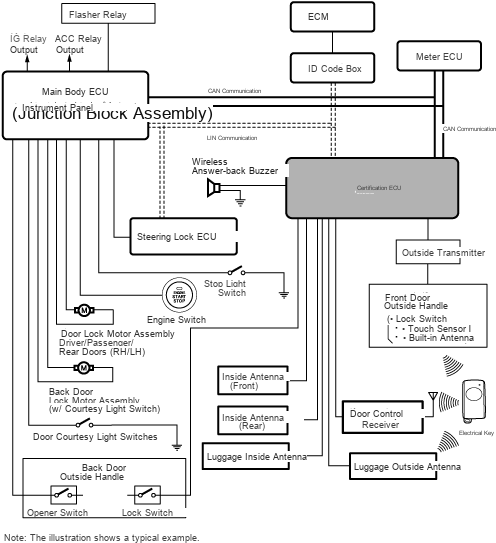 Flasher Relay
ECM
IG Relay
Output
ACC Relay
Output
Meter ECU
ID Code Box
Main Body ECU
Instrument Panel
(Junction Block Assembly)
CAN Communication
CAN Communication
LIN Communication
Wireless
Answer-back Buzzer
Certification ECU
Steering Lock ECU
Outside Transmitter
Stop Light
Switch
ENGINE
START
STOP
Engine Switch
Front Door
Outside Handle
(• Lock Switch
• Touch Sensor
• Built-in Antenna
M
Door Lock Motor Assembly
Driver/Passenger/
Rear Doors (RH/LH)
M
Back Door
Lock Motor Assembly
(w/ Courtesy Light Switch)
Inside Antenna
(Front)
Inside Antenna
(Rear)
Door Control
Receiver
Electrical Key
Door Courtesy Light Switches
Luggage Inside Antenna
Luggage Outside Antenna
Back Door
Outside Handle
Opener Switch
Lock Switch
Note: The illustration shows a typical example.